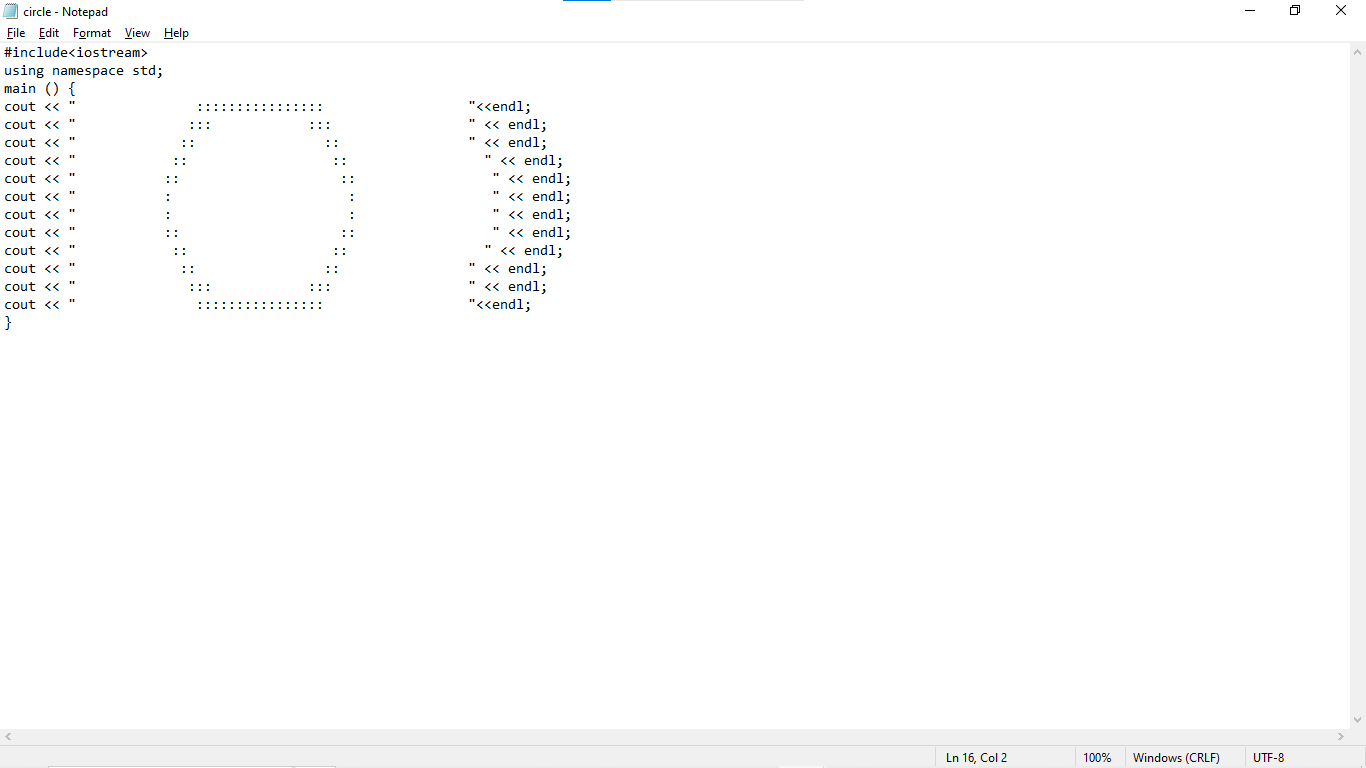 circle - Notepad
File Edit Format View Help
#include<iostream>
using namespace std;
main () {
cout << "               ::::::::::::::::                  "<<endl;
cout << "              :::            :::                 " << endl;
cout << "             ::                ::                " << endl;
cout << "            ::                  ::                 " << endl;
cout << "           ::                    ::                 " << endl;
cout << "           :                      :                 " << endl;
cout << "           :                      :                 " << endl;
cout << "           ::                    ::                 " << endl;
cout << "            ::                  ::                 " << endl;
cout << "             ::                ::                " << endl;
cout << "              :::            :::                 " << endl;
cout << "               ::::::::::::::::                  "<<endl;
}
Ln 16, Col 2 100% Windows (CRLF) UTF-8